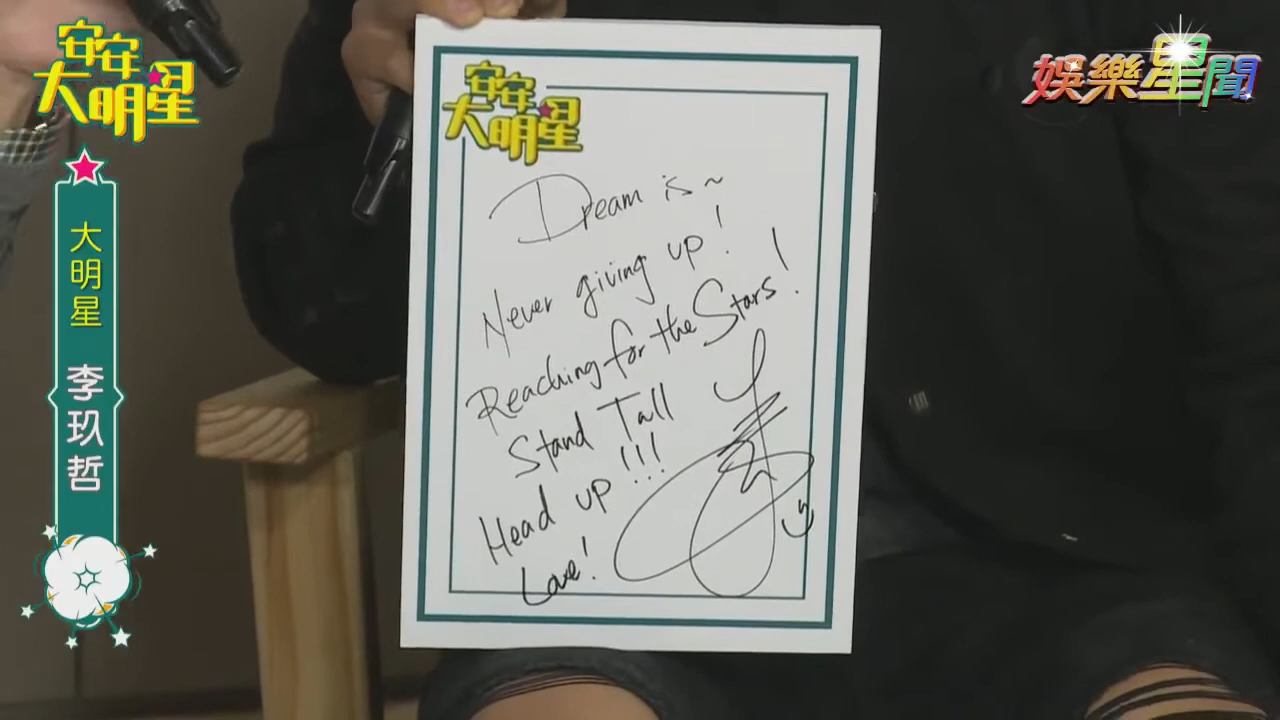 安安
大明星
大明星 李玖哲
娛樂星聞
安安
大明星
Dream is~
Never giving up!
Reaching for the Stars!
Stand Tall
Head up!!!
Love!